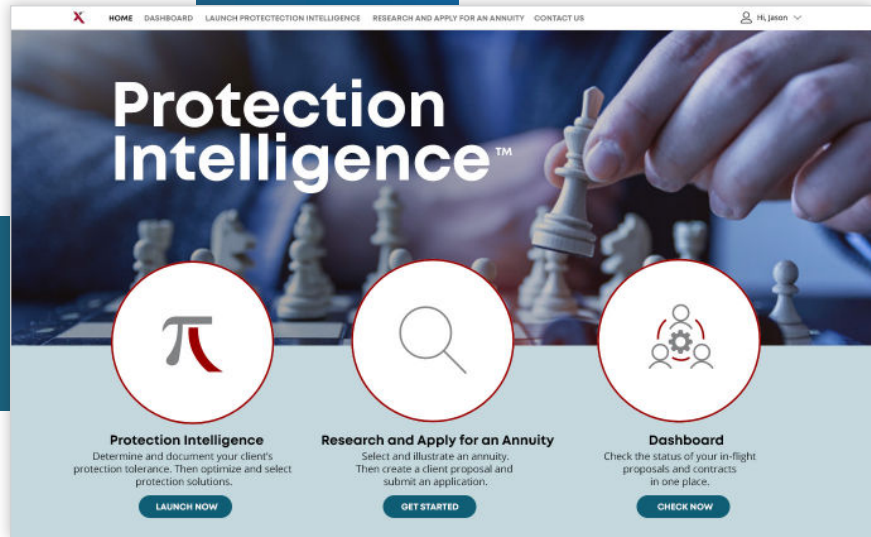 X HOME DASHBOARD LAUNCH PROTECTECTION INTELLIGENCE RESEARCH AND APPLY FOR AN ANNUITY CONTACT US Hi, Jason
Protection
Intelligence™
π
Protection Intelligence
Determine and document your client's
protection tolerance. Then optimize and select
protection solutions.
LAUNCH NOW
Research and Apply for an Annuity
Select and illustrate an annuity.
Then create a client proposal and
submit an application.
GET STARTED
Dashboard
Check the status of your in-flight
proposals and contracts
in one place.
CHECK NOW